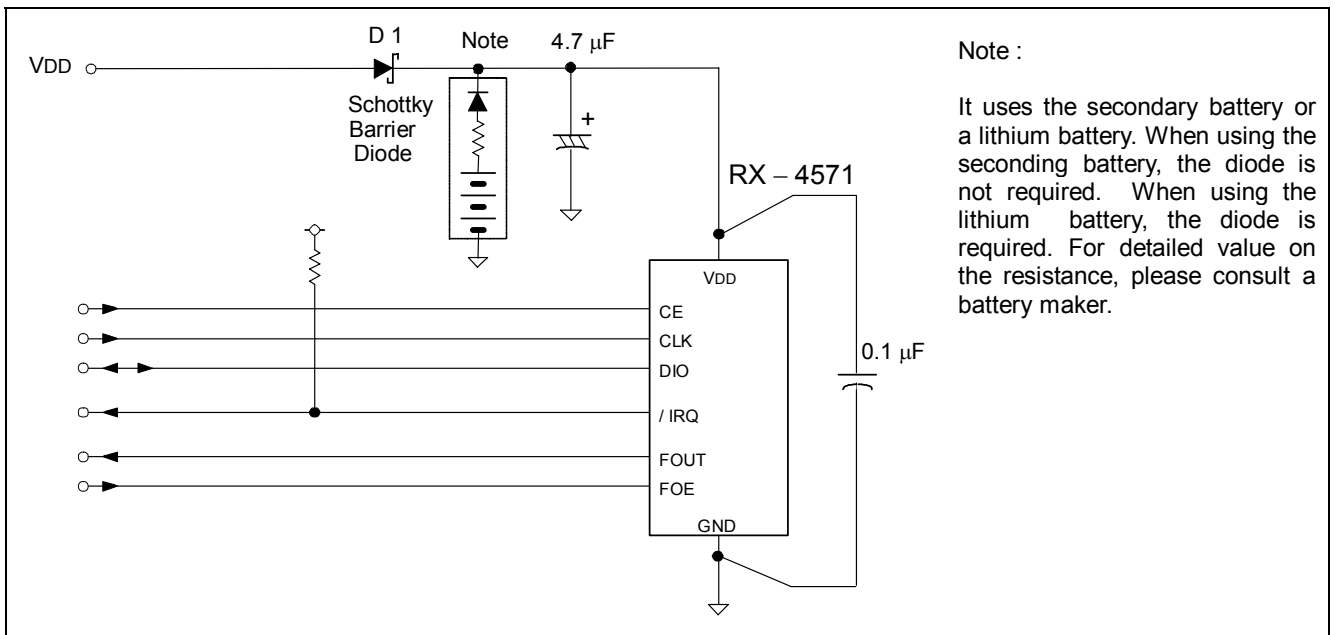 D 1
Note
4.7 μF
VDD
Schottky
Barrier
Diode
+
RX – 4571
VDD
CE
CLK
DIO
/ IRQ
FOUT
FOE
GND
0.1 μF
Note :
It uses the secondary battery or
a lithium battery. When using the
seconding battery, the diode is
not required. When using the
lithium battery, the diode is
required. For detailed value on
the resistance, please consult a
battery maker.